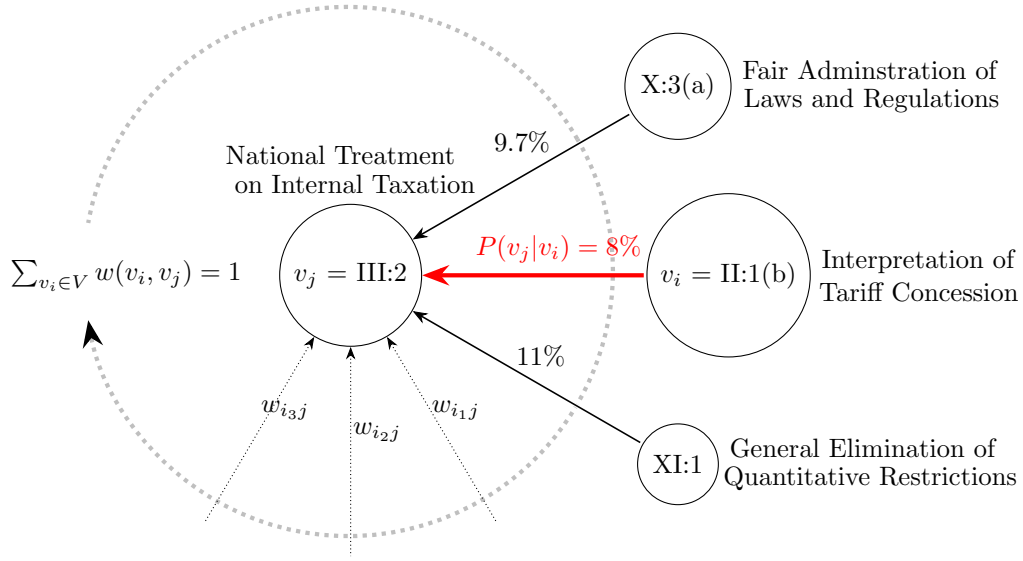 X:3(a)
Fair Adminstration of
Laws and Regulations
9.7%
National Treatment
on Internal Taxation
P(v_j|v_i) = 8%
∑_{v_i∈V} w(v_i, v_j) = 1
v_j = III:2
v_i = II:1(b)
Interpretation of
Tariff Concession
11%
w_{i_3j}
w_{i_2j}
w_{i_1j}
XI:1
General Elimination of
Quantitative Restrictions